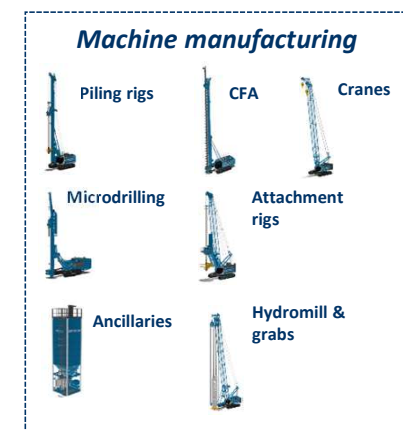 Machine manufacturing
Piling rigs
CFA
Cranes
Microdrilling
Attachment
rigs
Ancillaries
Hydromill &
grabs